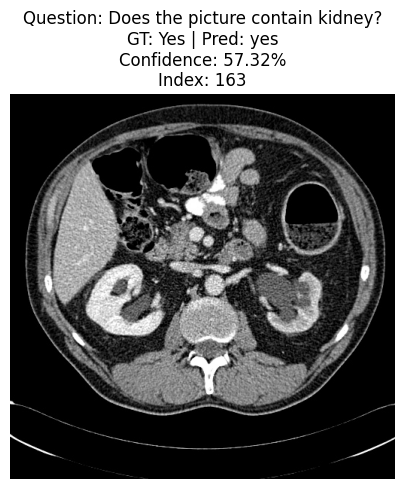 Question: Does the picture contain kidney?
GT: Yes | Pred: yes
Confidence: 57.32%
Index: 163